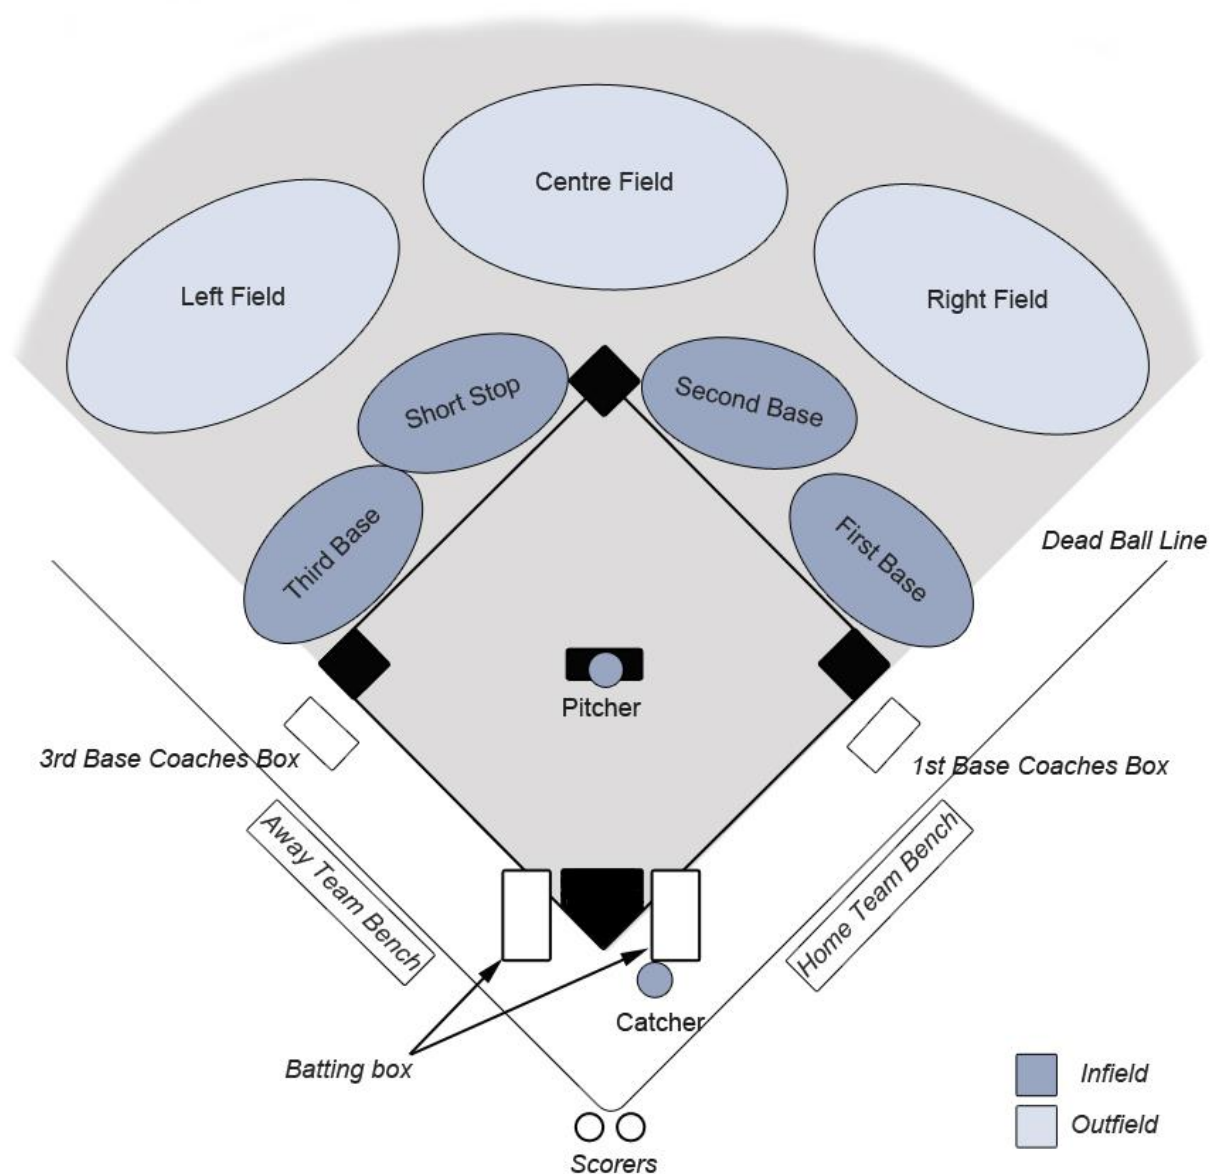 Centre Field
Left Field
Right Field
Short Stop
Second Base
Third Base
First Base
Dead Ball Line
Pitcher
3rd Base Coaches Box
1st Base Coaches Box
Away Team Bench
Home Team Bench
Catcher
Batting box
Infield
Outfield
Scorers